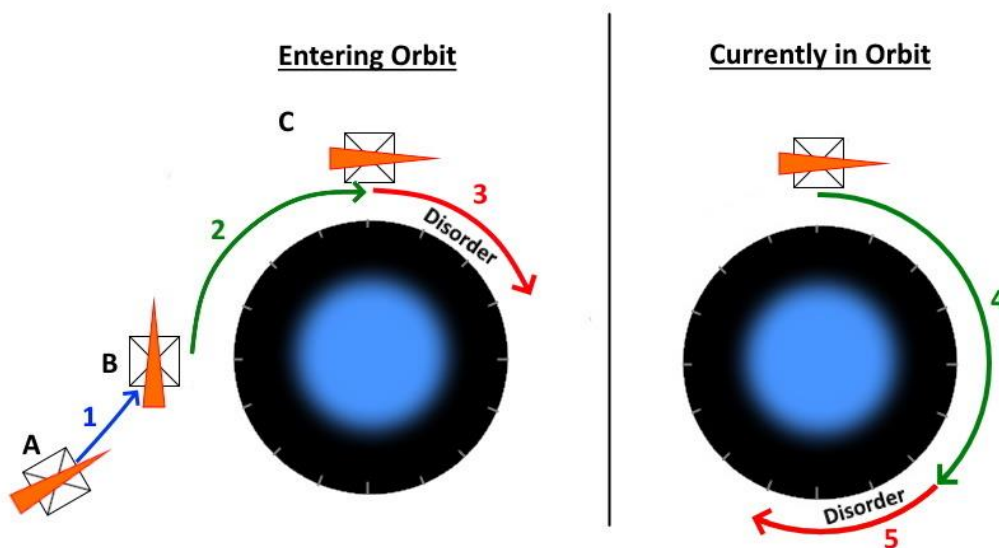 Entering Orbit
C
2
3
Disorder
B
1
A
Currently in Orbit
4
Disorder
5